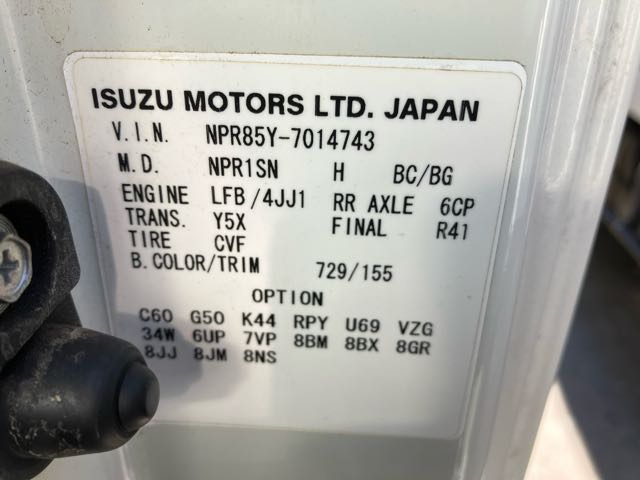 ISUZU MOTORS LTD. JAPAN
V.I.N. NPR85Y-7014743
M.D. NPR1SN H BC/BG
ENGINE LFB/4JJ1 RR AXLE 6CP
TRANS. Y5X FINAL R41
TIRE CVF
B.COLOR/TRIM 729/155
OPTION
C60 G50 K44 RPY U69 VZG
34W 6UP 7VP 8BM 8BX 8GR
8JJ 8JM 8NS